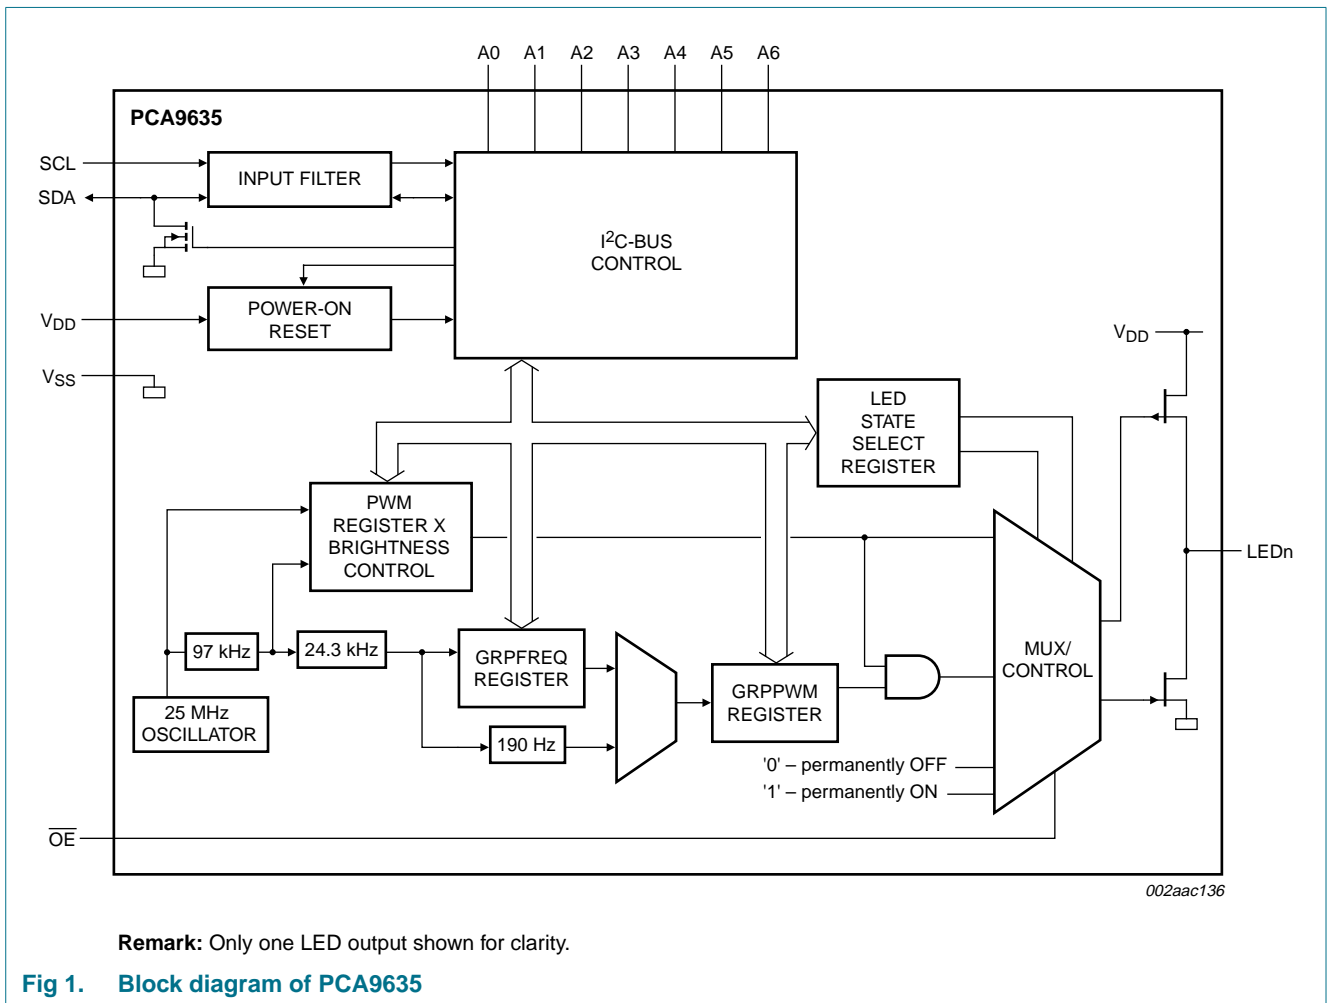 A0 A1 A2 A3 A4 A5 A6
PCA9635
SCL
SDA
INPUT FILTER
I2C-BUS
CONTROL
VDD
POWER-ON
RESET
VSS
VDD
LED
STATE
SELECT
REGISTER
PWM
REGISTER X
BRIGHTNESS
CONTROL
LEDn
97 kHz
24.3 kHz
GRPFREQ
REGISTER
MUX/
CONTROL
GRPPWM
REGISTER
25 MHz
OSCILLATOR
190 Hz
'0' – permanently OFF
'1' – permanently ON
OE
002aac136
Remark: Only one LED output shown for clarity.
Fig 1. Block diagram of PCA9635